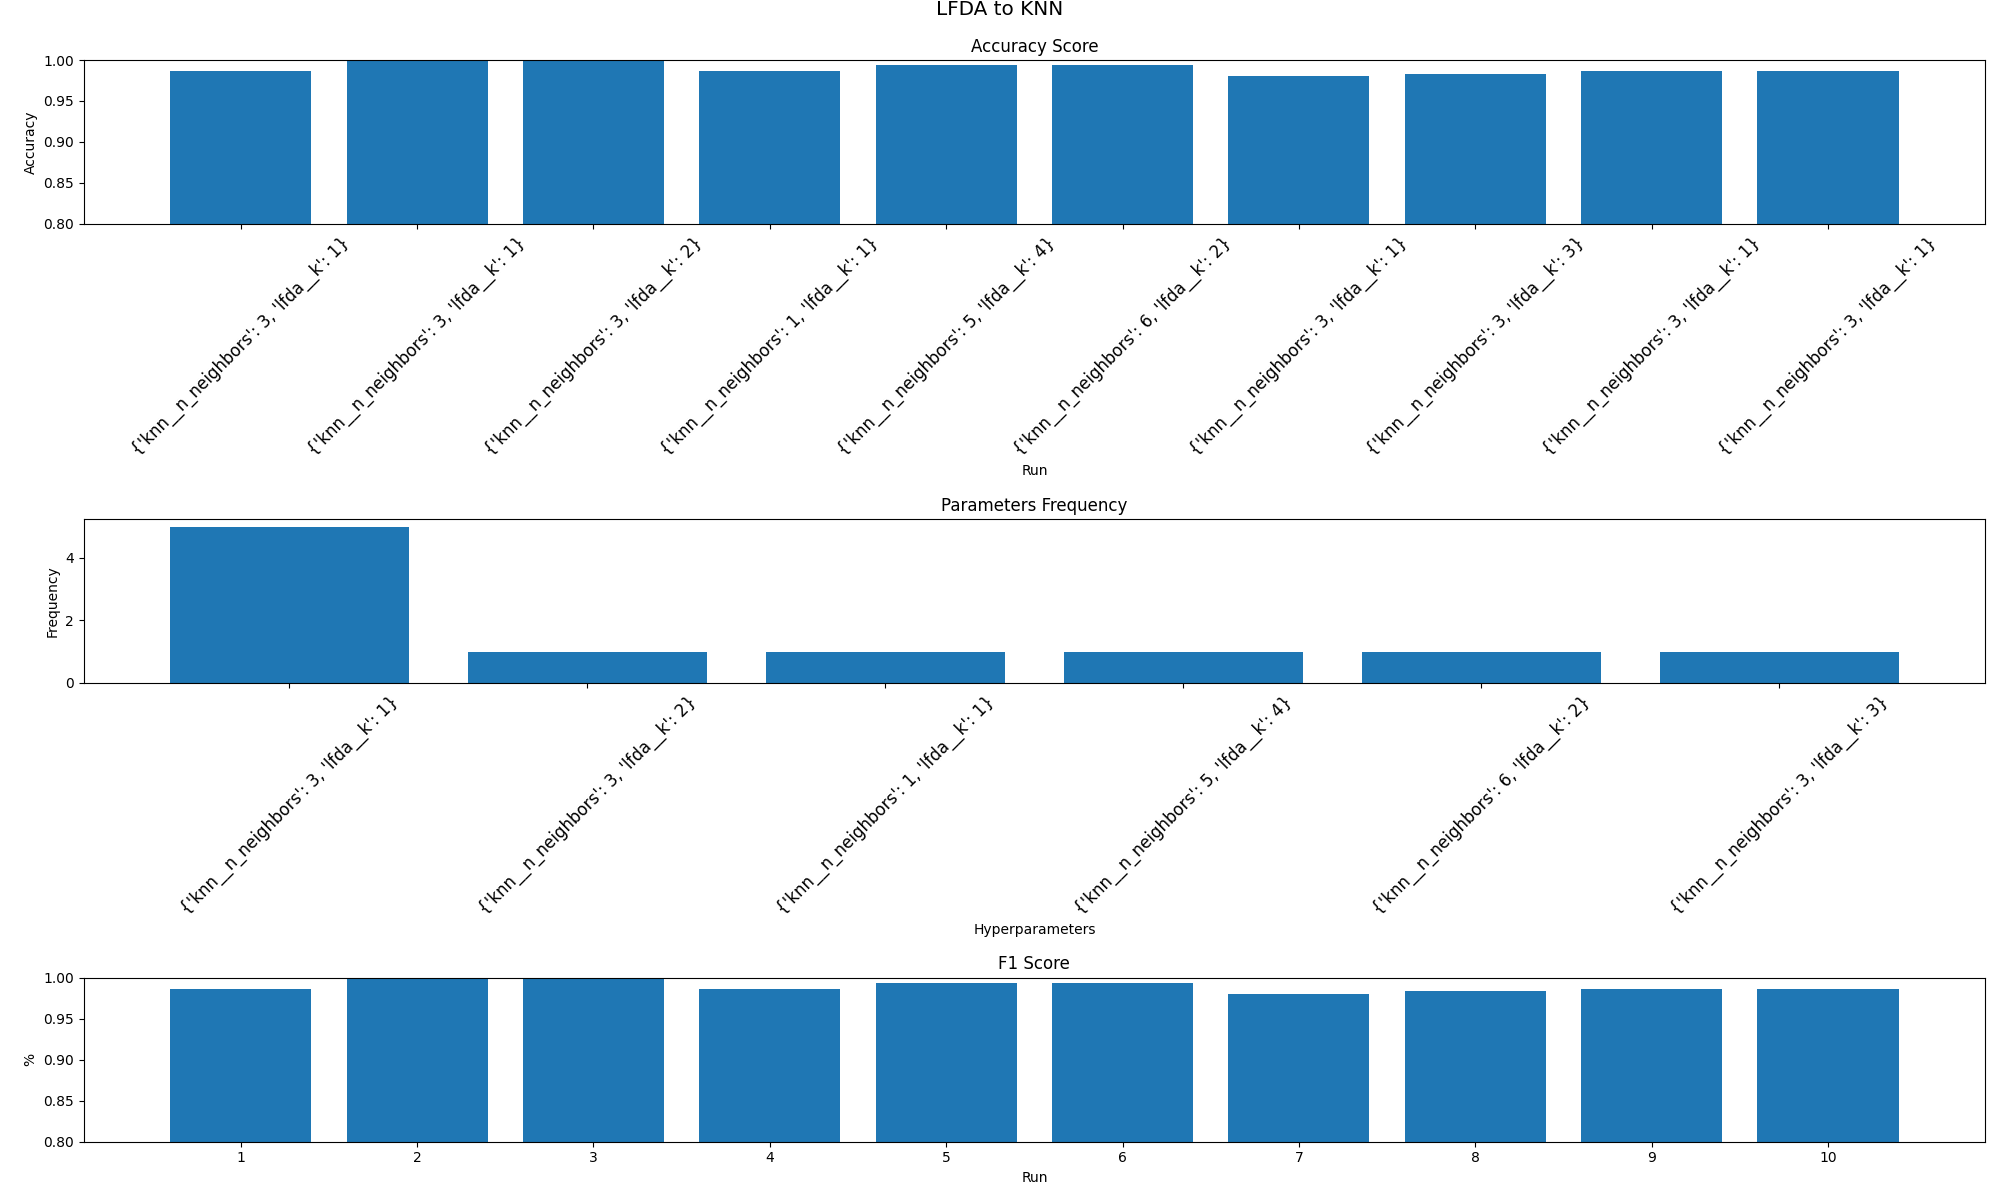 LFDA to KNN
Accuracy Score
Accuracy
1.00
0.95
0.90
0.85
0.80
{'knn__n_neighbors': 3, 'lfda__k': 1}
{'knn__n_neighbors': 3, 'lfda__k': 1}
{'knn__n_neighbors': 3, 'lfda__k': 2}
{'knn__n_neighbors': 1, 'lfda__k': 1}
{'knn__n_neighbors': 5, 'lfda__k': 4}
{'knn__n_neighbors': 6, 'lfda__k': 2}
{'knn__n_neighbors': 3, 'lfda__k': 1}
{'knn__n_neighbors': 3, 'lfda__k': 3}
{'knn__n_neighbors': 3, 'lfda__k': 1}
{'knn__n_neighbors': 3, 'lfda__k': 1}
Run
Parameters Frequency
Frequency
4
2
0
{'knn__n_neighbors': 3, 'lfda__k': 1}
{'knn__n_neighbors': 3, 'lfda__k': 2}
{'knn__n_neighbors': 1, 'lfda__k': 1}
{'knn__n_neighbors': 5, 'lfda__k': 4}
{'knn__n_neighbors': 6, 'lfda__k': 2}
{'knn__n_neighbors': 3, 'lfda__k': 3}
Hyperparameters
F1 Score
%
1.00
0.95
0.90
0.85
0.80
1 2 3 4 5 6 7 8 9 10
Run